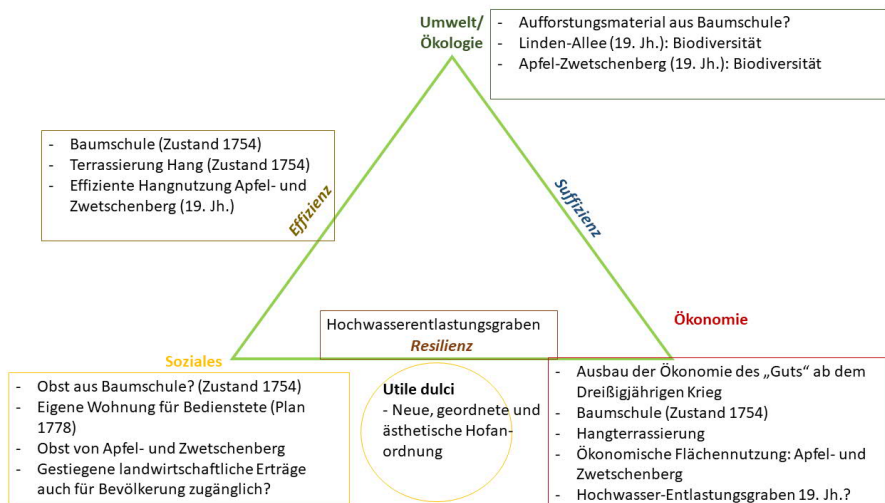 Umwelt/
Ökologie
- Aufforstungsmaterial aus Baumschule?
- Linden-Allee (19. Jh.): Biodiversität
- Apfel-Zwetschenberg (19. Jh.): Biodiversität
- Baumschule (Zustand 1754)
- Terrassierung Hang (Zustand 1754)
- Effiziente Hangnutzung Apfel- und
Zwetschenberg (19. Jh.)
Effizienz
Suffizienz
Hochwasserentlastungsgraben
Resilienz
Ökonomie
Soziales
- Obst aus Baumschule? (Zustand 1754)
- Eigene Wohnung für Bedienstete (Plan
1778)
- Obst von Apfel- und Zwetschenberg
- Gestiegene landwirtschaftliche Erträge
auch für Bevölkerung zugänglich?
Utile dulci
- Neue, geordnete und
ästhetische Hofan-
ordnung
- Ausbau der Ökonomie des „Guts“ ab dem
Dreißigjährigen Krieg
- Baumschule (Zustand 1754)
- Hangterrassierung
- Ökonomische Flächennutzung: Apfel- und
Zwetschenberg
- Hochwasser-Entlastungsgraben 19. Jh.?